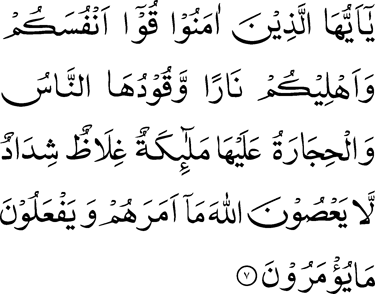 يٰٓاَيُّهَا الَّذِيْنَ اٰمَنُوْا قُوْٓا اَنْفُسَكُمْ
وَاَهْلِيْكُمْ نَارًا وَّقُوْدُهَا النَّاسُ
وَالْحِجَارَةُ عَلَيْهَا مَلٰٓئِكَةٌ غِلَاظٌ شِدَادٌ
لَّا يَعْصُوْنَ اللّٰهَ مَآ اَمَرَهُمْ وَيَفْعَلُوْنَ
مَا يُؤْمَرُوْنَ ۝٧